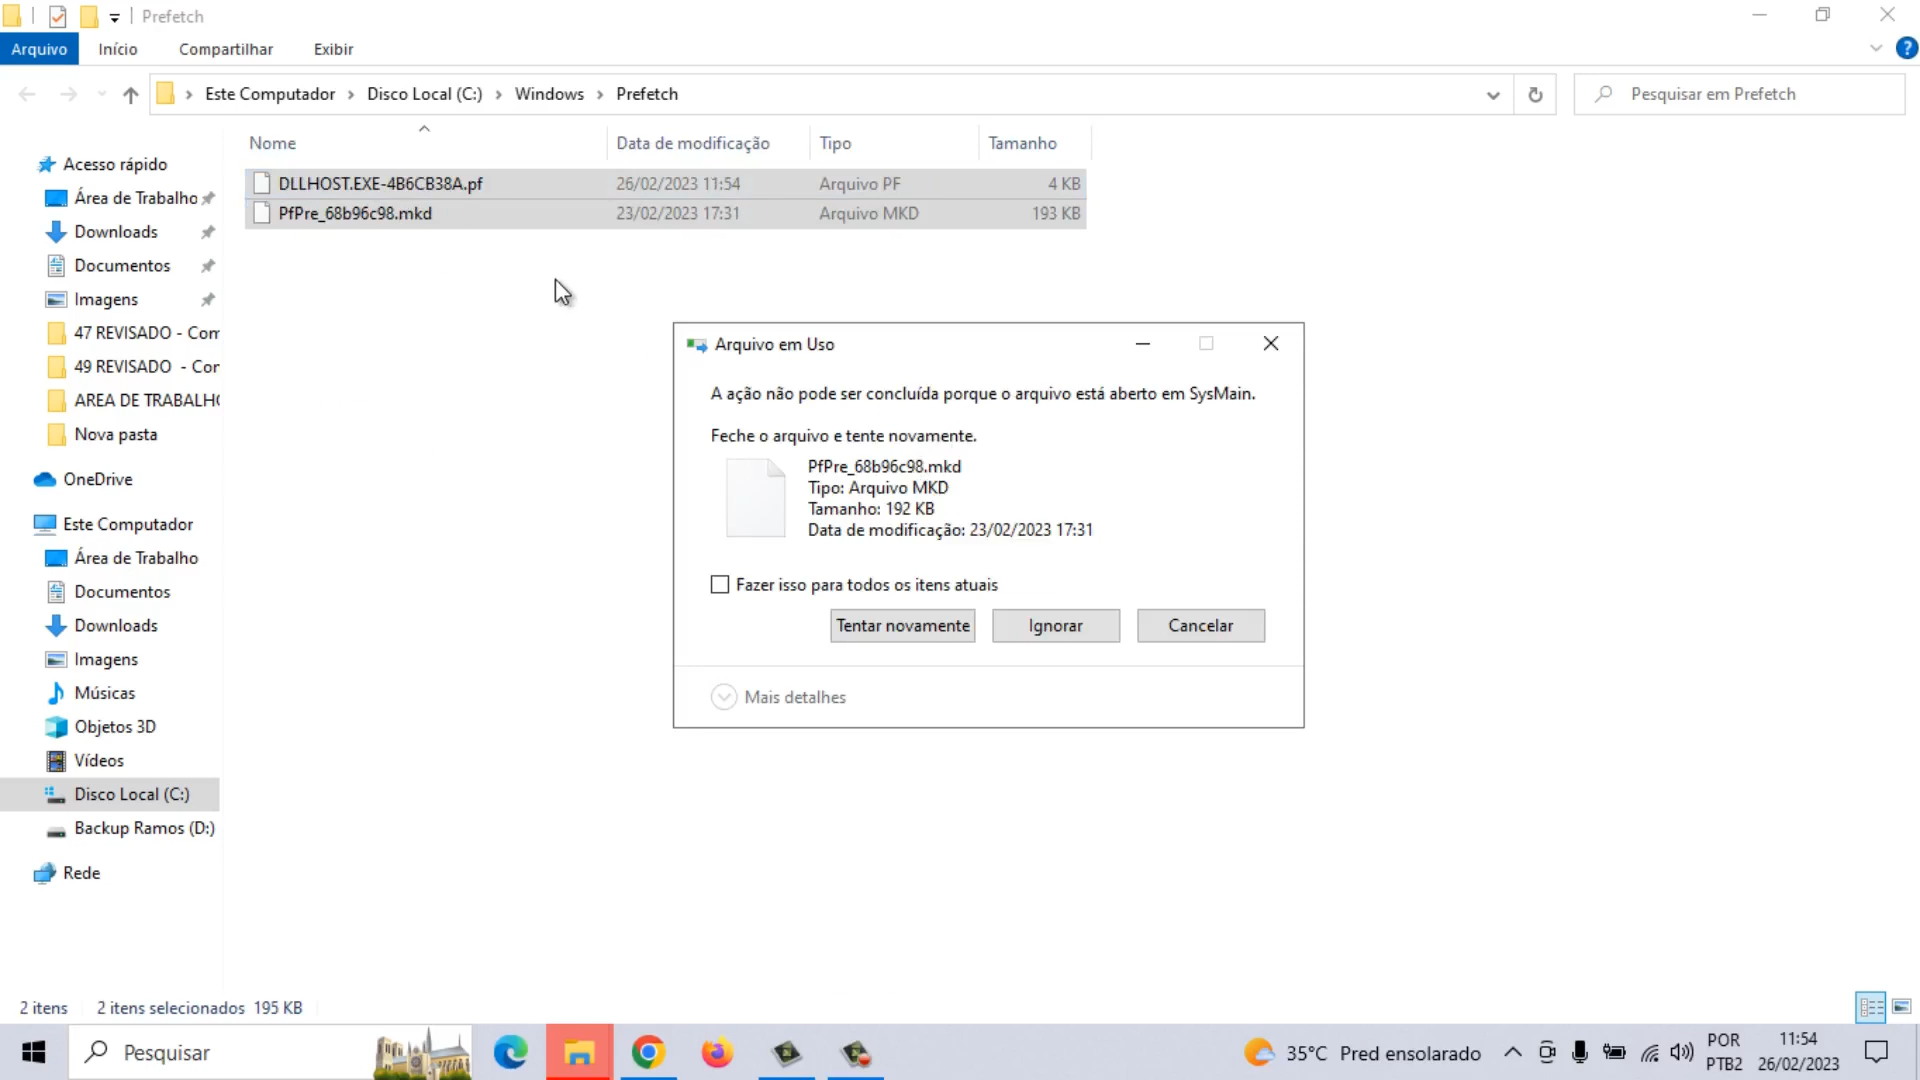 Prefetch
Arquivo
Início
Compartilhar
Exibir
Este Computador
Disco Local (C:)
Windows
Prefetch
Pesquisar em Prefetch
Nome
Data de modificação
Tipo
Tamanho
DLLHOST.EXE-4B6CB38A.pf
26/02/2023 11:54
Arquivo PF
4 KB
PfPre_68b96c98.mkd
23/02/2023 17:31
Arquivo MKD
193 KB
Acesso rápido
Área de Trabalho
Downloads
Documentos
Imagens
47 REVISADO - Com
49 REVISADO - Cor
AREA DE TRABALHO
Nova pasta
OneDrive
Este Computador
Área de Trabalho
Documentos
Downloads
Imagens
Músicas
Objetos 3D
Vídeos
Disco Local (C:)
Backup Ramos (D:)
Rede
Arquivo em Uso
A ação não pode ser concluída porque o arquivo está aberto em SysMain.
Feche o arquivo e tente novamente.
PfPre_68b96c98.mkd
Tipo: Arquivo MKD
Tamanho: 192 KB
Data de modificação: 23/02/2023 17:31
Fazer isso para todos os itens atuais
Tentar novamente
Ignorar
Cancelar
Mais detalhes
2 itens
2 itens selecionados 195 KB
Pesquisar
35°C Pred ensolarado
POR
PTB2
11:54
26/02/2023